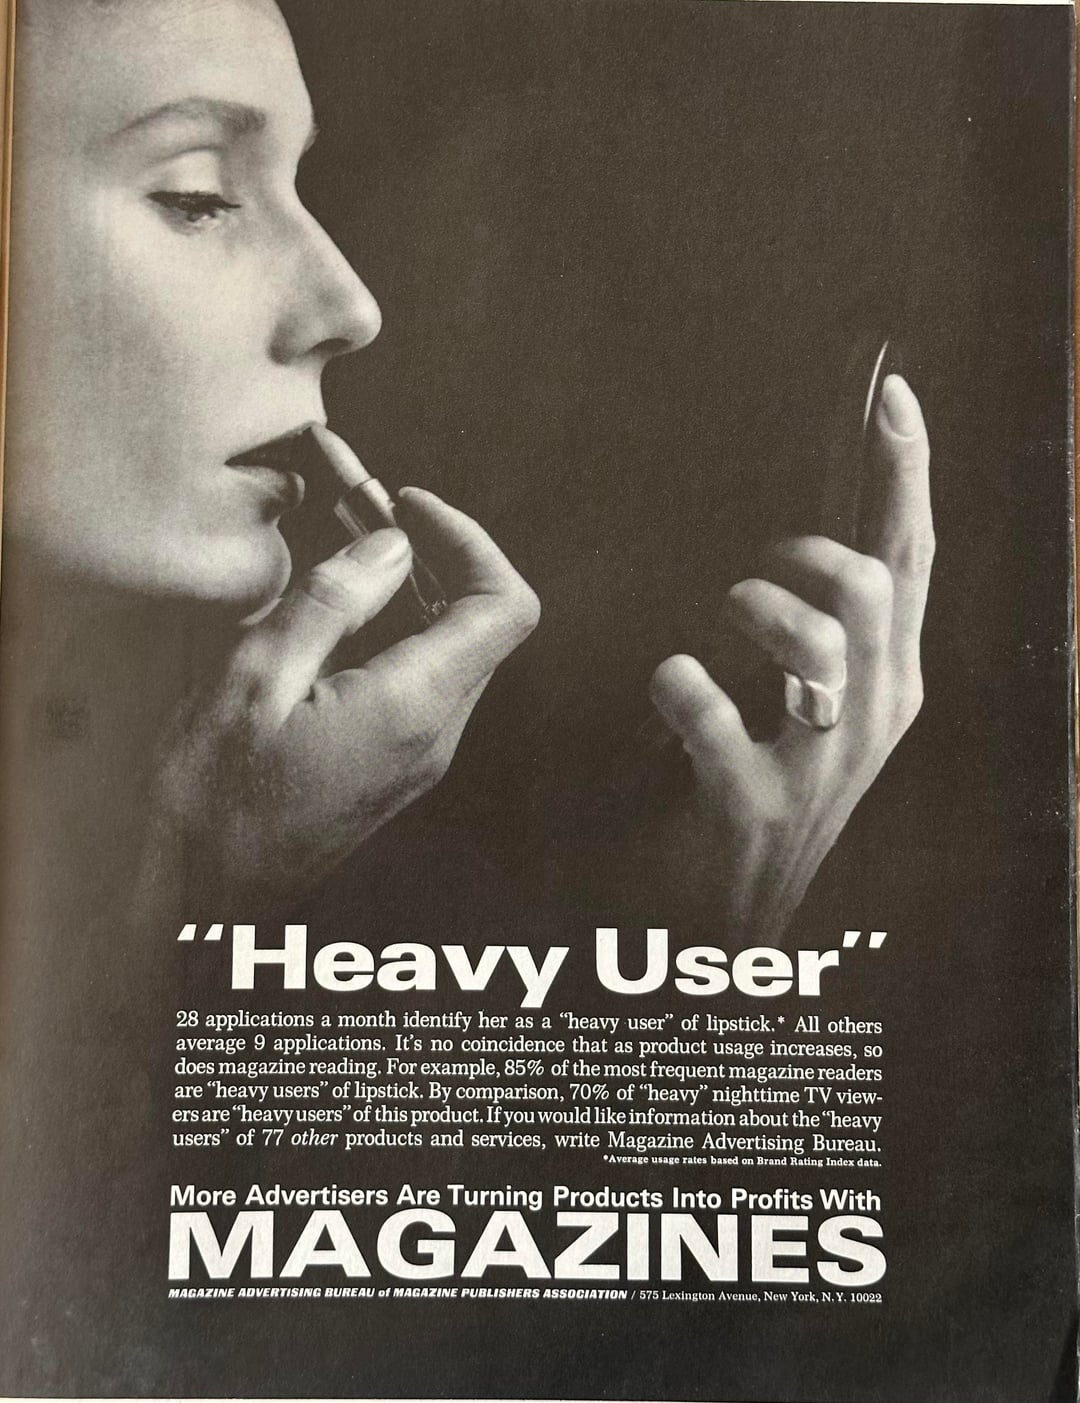 “Heavy User”
28 applications a month identify her as a “heavy user” of lipstick.* All others
average 9 applications. It’s no coincidence that as product usage increases, so
does magazine reading. For example, 85% of the most frequent magazine readers
are “heavy users” of lipstick. By comparison, 70% of “heavy” nighttime TV view-
ers are “heavy users” of this product. If you would like information about the “heavy
users” of 77 other products and services, write Magazine Advertising Bureau.
*Average usage rates based on Brand Rating Index data.
More Advertisers Are Turning Products Into Profits With
MAGAZINES
MAGAZINE ADVERTISING BUREAU of MAGAZINE PUBLISHERS ASSOCIATION / 575 Lexington Avenue, New York, N.Y. 10022